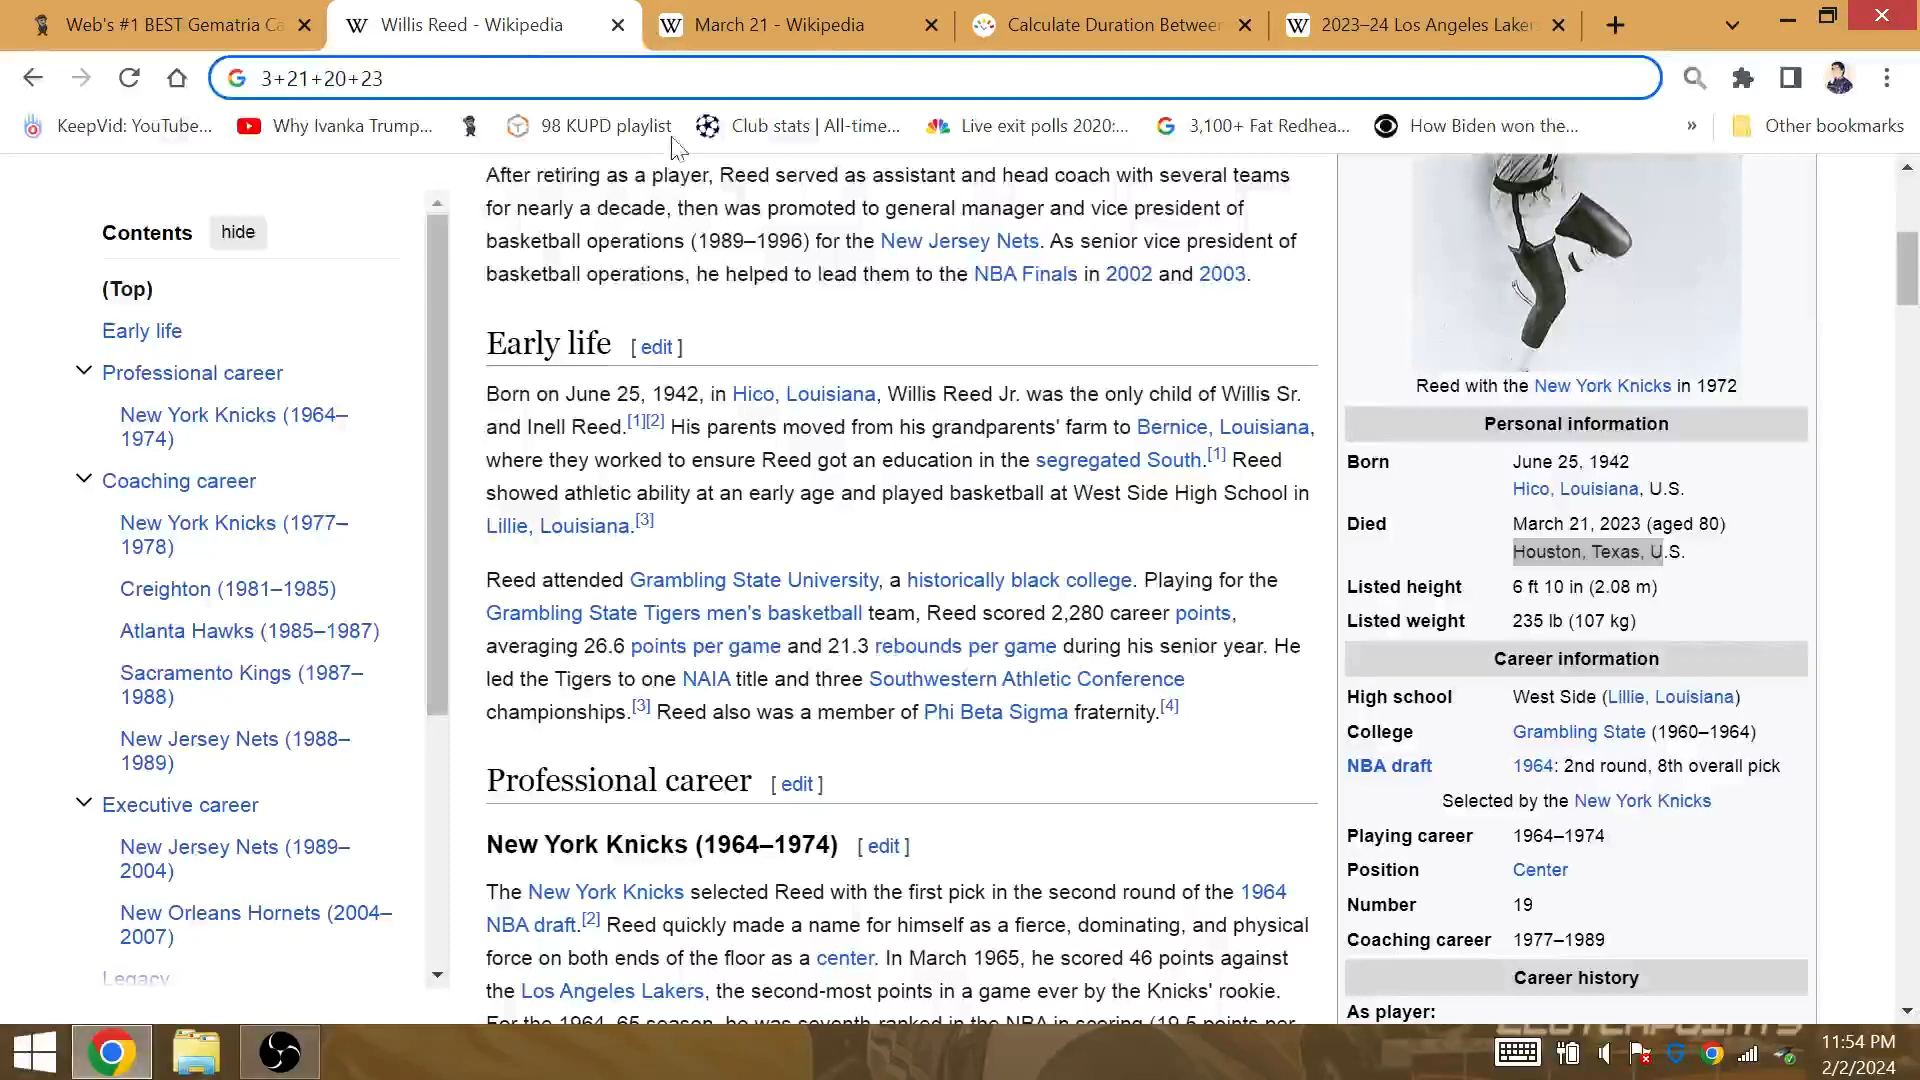 Web's #1 BEST Gematria Ca
Willis Reed - Wikipedia
March 21 - Wikipedia
Calculate Duration Between
2023–24 Los Angeles Laker
3+21+20+23
KeepVid: YouTube...
Why Ivanka Trump...
98 KUPD playlist
Club stats | All-time...
Live exit polls 2020:...
3,100+ Fat Redhea...
How Biden won the...
»
Other bookmarks
Contents
hide
(Top)
Early life
Professional career
New York Knicks (1964–
1974)
Coaching career
New York Knicks (1977–
1978)
Creighton (1981–1985)
Atlanta Hawks (1985–1987)
Sacramento Kings (1987–
1988)
New Jersey Nets (1988–
1989)
Executive career
New Jersey Nets (1989–
2004)
New Orleans Hornets (2004–
2007)
Legacy
After retiring as a player, Reed served as assistant and head coach with several teams
for nearly a decade, then was promoted to general manager and vice president of
basketball operations (1989–1996) for the New Jersey Nets. As senior vice president of
basketball operations, he helped to lead them to the NBA Finals in 2002 and 2003.
Early life [ edit ]
Born on June 25, 1942, in Hico, Louisiana, Willis Reed Jr. was the only child of Willis Sr.
and Inell Reed.[1][2] His parents moved from his grandparents' farm to Bernice, Louisiana,
where they worked to ensure Reed got an education in the segregated South.[1] Reed
showed athletic ability at an early age and played basketball at West Side High School in
Lillie, Louisiana.[3]
Reed attended Grambling State University, a historically black college. Playing for the
Grambling State Tigers men's basketball team, Reed scored 2,280 career points,
averaging 26.6 points per game and 21.3 rebounds per game during his senior year. He
led the Tigers to one NAIA title and three Southwestern Athletic Conference
championships.[3] Reed also was a member of Phi Beta Sigma fraternity.[4]
Professional career [ edit ]
New York Knicks (1964–1974) [ edit ]
The New York Knicks selected Reed with the first pick in the second round of the 1964
NBA draft.[2] Reed quickly made a name for himself as a fierce, dominating, and physical
force on both ends of the floor as a center. In March 1965, he scored 46 points against
the Los Angeles Lakers, the second-most points in a game ever by the Knicks' rookie.
For the 1964–65 season, he was seventh-ranked in the NBA in scoring (19.5 points per
Reed with the New York Knicks in 1972
Personal information
Born June 25, 1942
Hico, Louisiana, U.S.
Died March 21, 2023 (aged 80)
Houston, Texas, U.S.
Listed height 6 ft 10 in (2.08 m)
Listed weight 235 lb (107 kg)
Career information
High school West Side (Lillie, Louisiana)
College Grambling State (1960–1964)
NBA draft 1964: 2nd round, 8th overall pick
Selected by the New York Knicks
Playing career 1964–1974
Position Center
Number 19
Coaching career 1977–1989
Career history
As player:
11:54 PM
2/2/2024